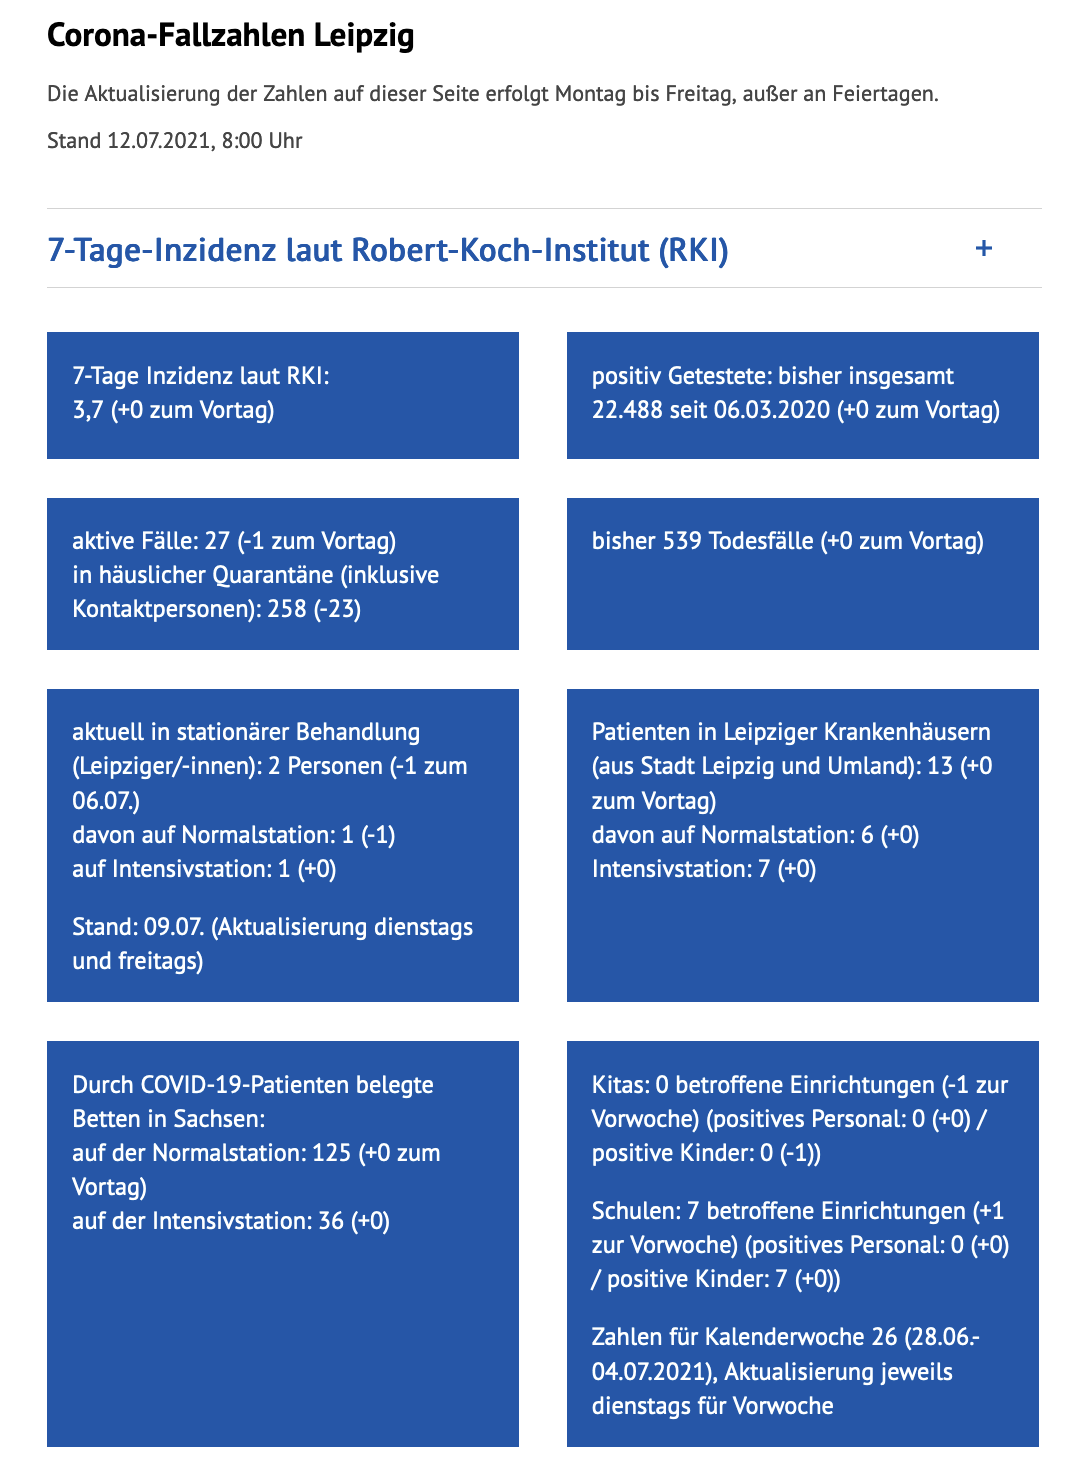 Corona-Fallzahlen Leipzig
Die Aktualisierung der Zahlen auf dieser Seite erfolgt Montag bis Freitag, außer an Feiertagen.
Stand 12.07.2021, 8:00 Uhr
7-Tage-Inzidenz laut Robert-Koch-Institut (RKI) +
7-Tage Inzidenz laut RKI:
3,7 (+0 zum Vortag)
positiv Getestete: bisher insgesamt
22.488 seit 06.03.2020 (+0 zum Vortag)
aktive Fälle: 27 (-1 zum Vortag)
in häuslicher Quarantäne (inklusive
Kontaktpersonen): 258 (-23)
bisher 539 Todesfälle (+0 zum Vortag)
aktuell in stationärer Behandlung
(Leipziger/-innen): 2 Personen (-1 zum
06.07.)
davon auf Normalstation: 1 (-1)
auf Intensivstation: 1 (+0)
Stand: 09.07. (Aktualisierung dienstags
und freitags)
Patienten in Leipziger Krankenhäusern
(aus Stadt Leipzig und Umland): 13 (+0
zum Vortag)
davon auf Normalstation: 6 (+0)
Intensivstation: 7 (+0)
Durch COVID-19-Patienten belegte
Betten in Sachsen:
auf der Normalstation: 125 (+0 zum
Vortag)
auf der Intensivstation: 36 (+0)
Kitas: 0 betroffene Einrichtungen (-1 zur
Vorwoche) (positives Personal: 0 (+0) /
positive Kinder: 0 (-1))
Schulen: 7 betroffene Einrichtungen (+1
zur Vorwoche) (positives Personal: 0 (+0)
/ positive Kinder: 7 (+0))
Zahlen für Kalenderwoche 26 (28.06.-
04.07.2021), Aktualisierung jeweils
dienstags für Vorwoche